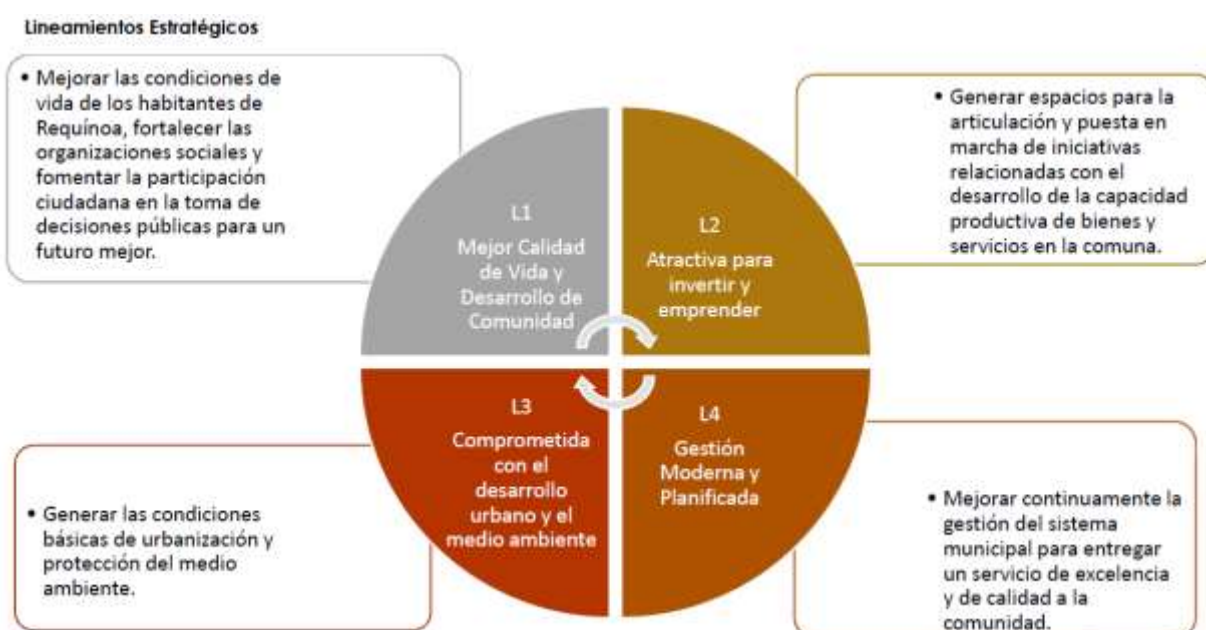 Lineamientos Estratégicos
• Mejorar las condiciones de
vida de los habitantes de
Requínoa, fortalecer las
organizaciones sociales y
fomentar la participación
ciudadana en la toma de
decisiones públicas para un
futuro mejor.
L1
Mejor Calidad
de Vida y
Desarrollo de
Comunidad
L2
Atractiva para
invertir y
emprender
• Generar espacios para la
articulación y puesta en
marcha de iniciativas
relacionadas con el
desarrollo de la capacidad
productiva de bienes y
servicios en la comuna.
• Generar las condiciones
básicas de urbanización y
protección del medio
ambiente.
L3
Comprometida
con el
desarrollo
urbano y el
medio ambiente
L4
Gestión
Moderna y
Planificada
• Mejorar continuamente la
gestión del sistema
municipal para entregar
un servicio de excelencia
y de calidad a la
comunidad.